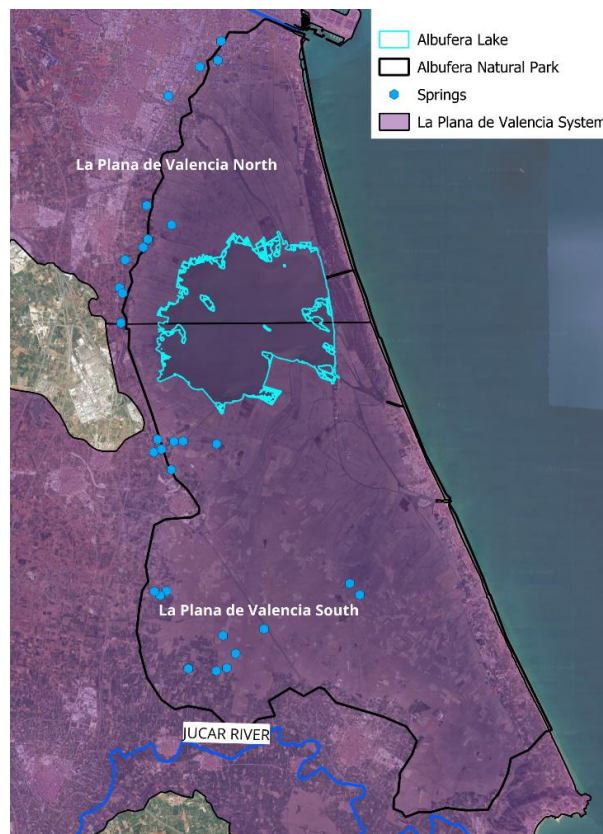 Albufera Lake
Albufera Natural Park
Springs
La Plana de Valencia System
La Plana de Valencia North
La Plana de Valencia South
JUCAR RIVER